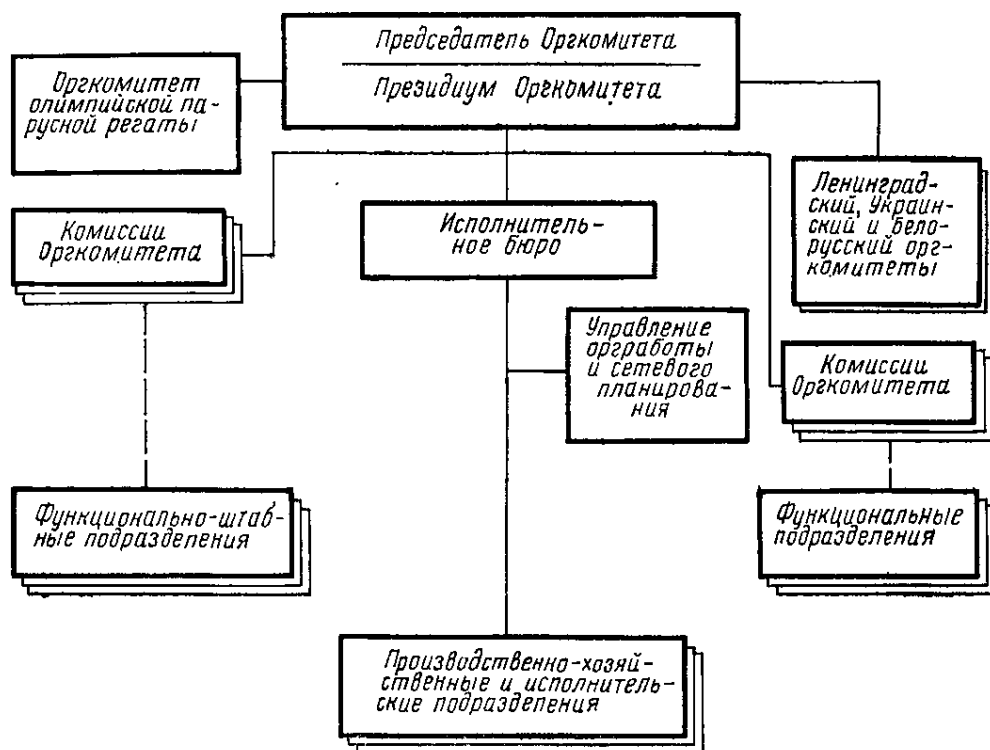 Председатель Оргкомитета
Президиум Оргкомитета
Оргкомитет
олимпийской па-
русной регаты
Ленинград-
ский, Украин-
ский и Бело-
русский орг-
комитеты
Комиссии
Оргкомитета
Исполнитель-
ное бюро
Управление
оргработы
и сетевого
планирова-
ния
Комиссии
Оргкомитета
Функционально-штаб-
ные подразделения
Функциональные
подразделения
Производственно-хозяй-
ственные и исполнитель-
ские подразделения